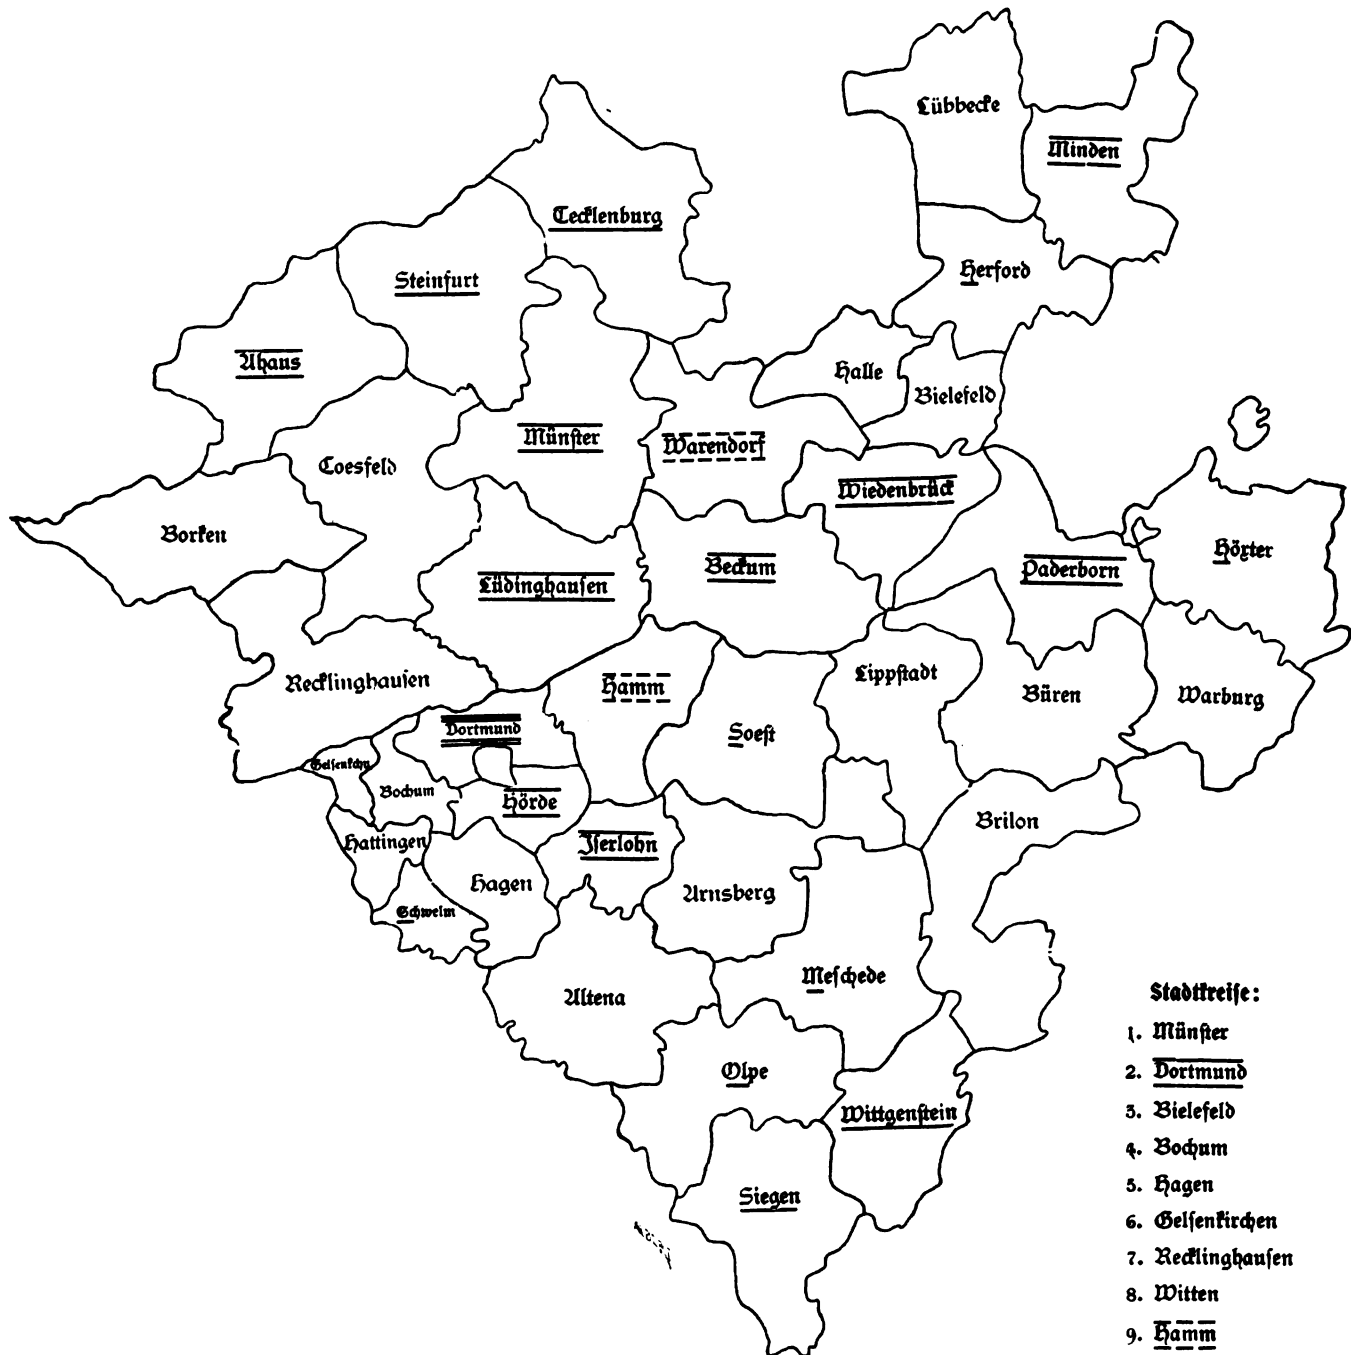 Lübbecke
Minden
Tecklenburg
Steinfurt
Herford
Ahaus
Halle
Bielefeld
Münster
Warendorf
Coesfeld
Wiedenbrück
Borken
Höxter
Beckum
Paderborn
Lüdinghausen
Recklinghausen
Hamm
Lippstadt
Büren
Warburg
Dortmund
Soest
Gelsenkchn
Bochum
Hörde
Brilon
Hattingen
Iserlohn
Hagen
Arnsberg
Schwelm
Altena
Meschede
Olpe
Wittgenstein
Siegen
Stadtkreise:
1. Münster
2. Dortmund
3. Bielefeld
4. Bochum
5. Hagen
6. Gelsenkirchen
7. Recklinghausen
8. Witten
9. Hamm